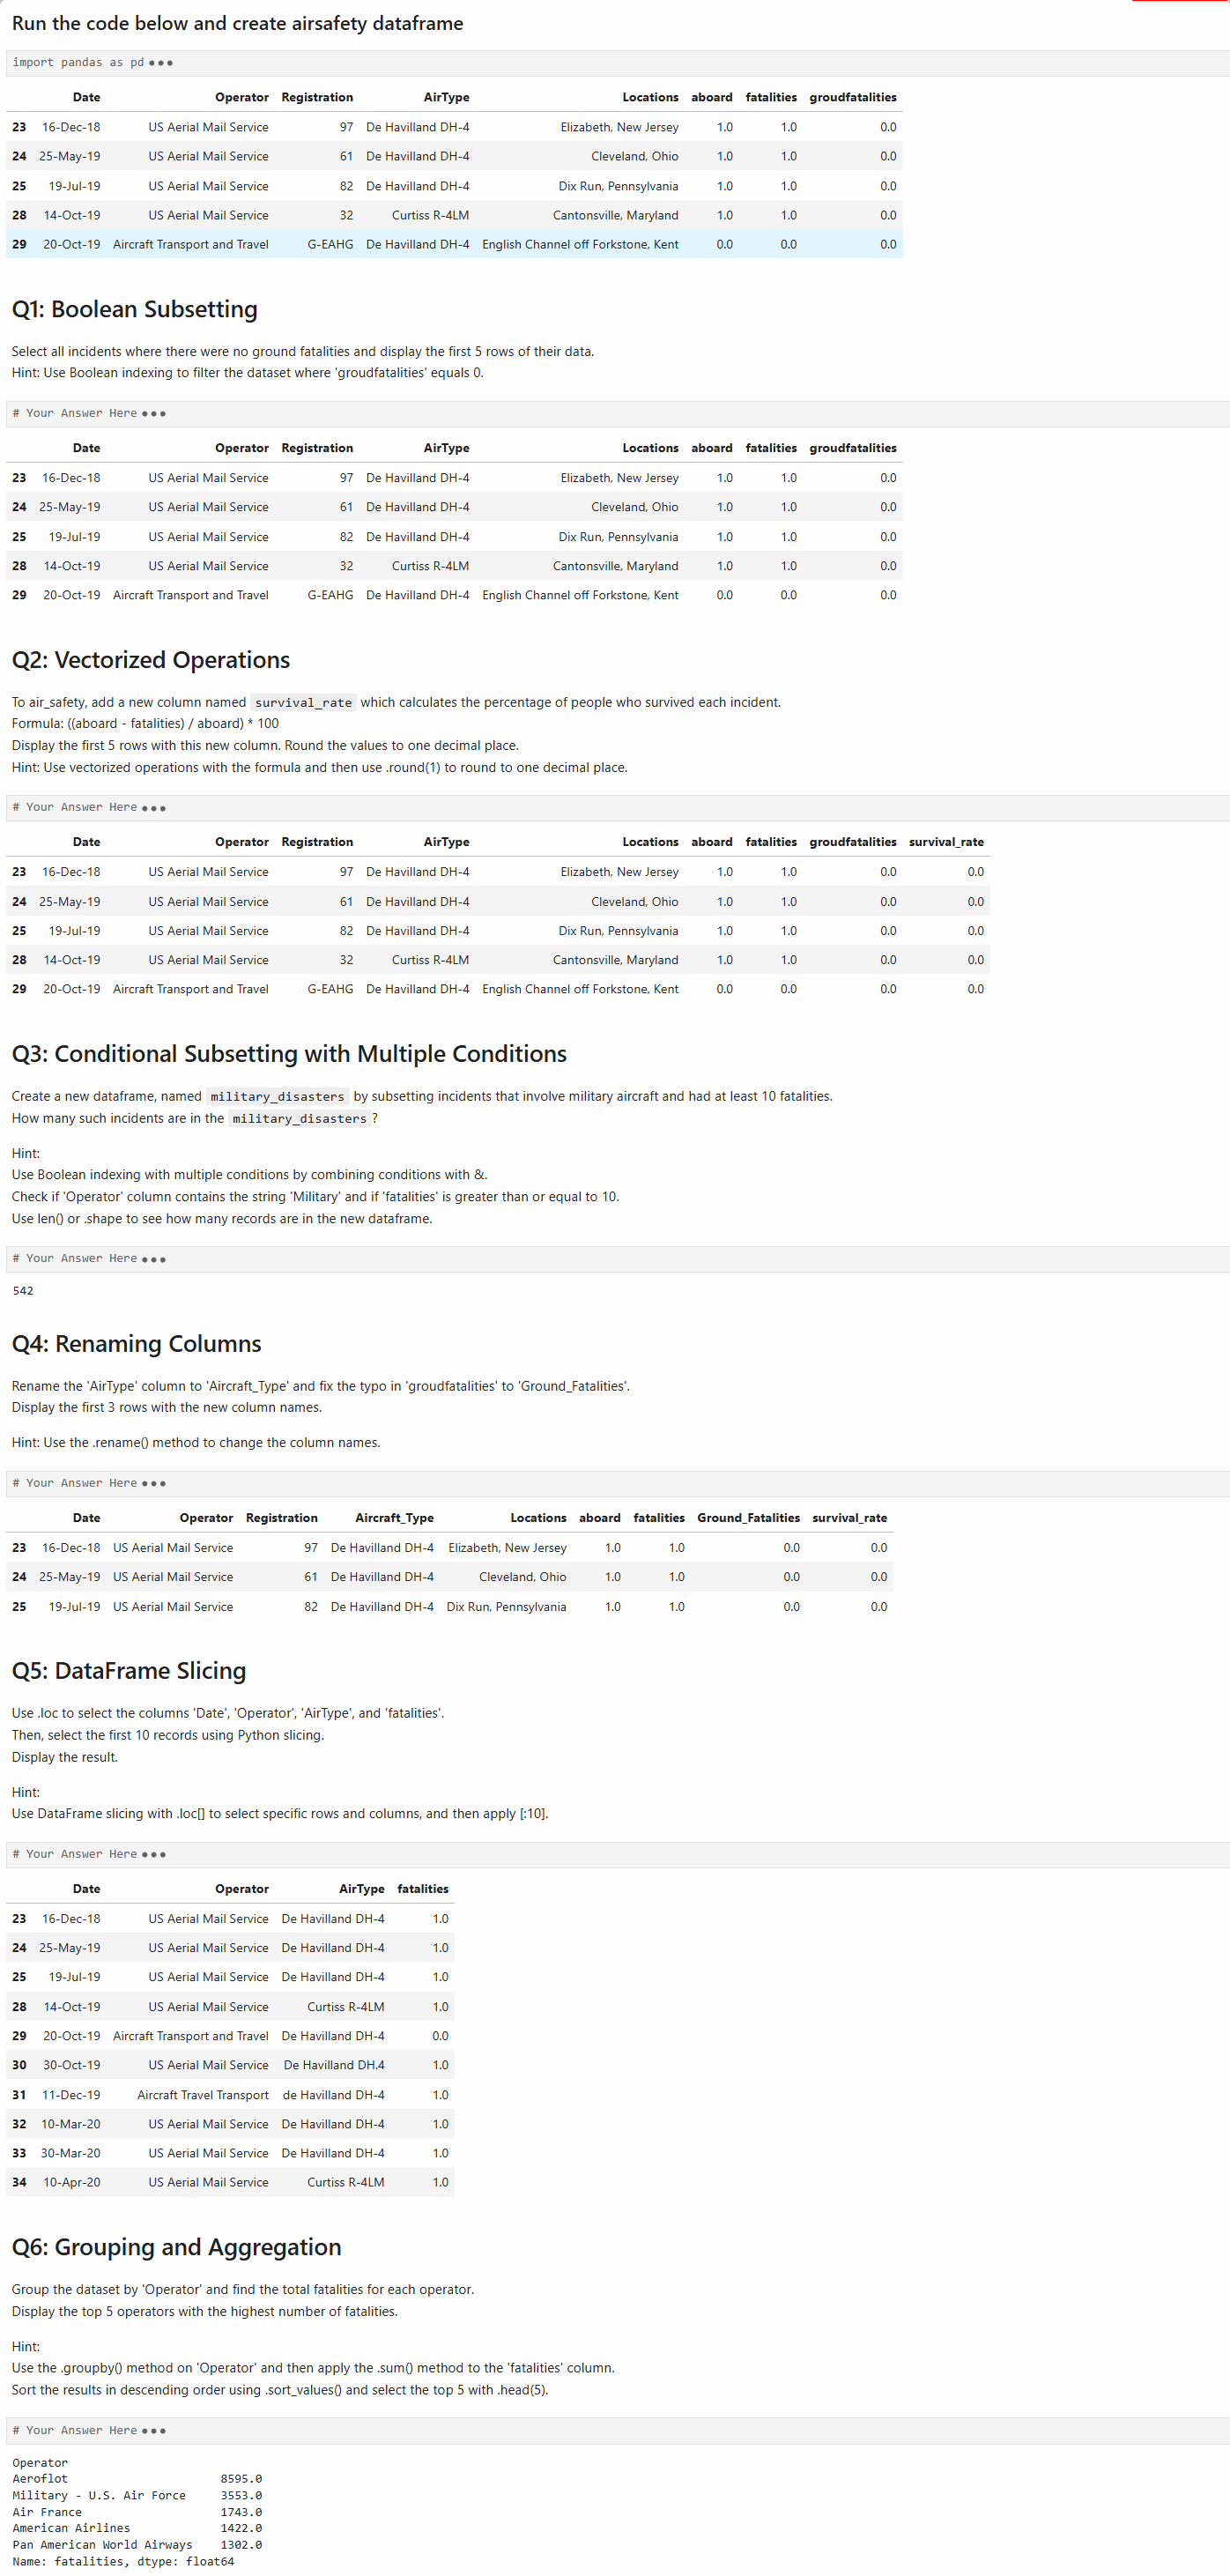 Run the code below and create airsafety dataframe
import pandas as pd ●●●
Date Operator Registration AirType Locations aboard fatalities groudfatalities
23 16-Dec-18 US Aerial Mail Service 97 De Havilland DH-4 Elizabeth, New Jersey 1.0 1.0 0.0
24 25-May-19 US Aerial Mail Service 61 De Havilland DH-4 Cleveland, Ohio 1.0 1.0 0.0
25 19-Jul-19 US Aerial Mail Service 82 De Havilland DH-4 Dix Run, Pennsylvania 1.0 1.0 0.0
28 14-Oct-19 US Aerial Mail Service 32 Curtiss R-4LM Cantonsville, Maryland 1.0 1.0 0.0
29 20-Oct-19 Aircraft Transport and Travel G-EAHG De Havilland DH-4 English Channel off Forkstone, Kent 0.0 0.0 0.0
Q1: Boolean Subsetting
Select all incidents where there were no ground fatalities and display the first 5 rows of their data.
Hint: Use Boolean indexing to filter the dataset where 'groudfatalities' equals 0.
# Your Answer Here ●●●
Date Operator Registration AirType Locations aboard fatalities groudfatalities
23 16-Dec-18 US Aerial Mail Service 97 De Havilland DH-4 Elizabeth, New Jersey 1.0 1.0 0.0
24 25-May-19 US Aerial Mail Service 61 De Havilland DH-4 Cleveland, Ohio 1.0 1.0 0.0
25 19-Jul-19 US Aerial Mail Service 82 De Havilland DH-4 Dix Run, Pennsylvania 1.0 1.0 0.0
28 14-Oct-19 US Aerial Mail Service 32 Curtiss R-4LM Cantonsville, Maryland 1.0 1.0 0.0
29 20-Oct-19 Aircraft Transport and Travel G-EAHG De Havilland DH-4 English Channel off Forkstone, Kent 0.0 0.0 0.0
Q2: Vectorized Operations
To air_safety, add a new column named survival_rate which calculates the percentage of people who survived each incident.
Formula: ((aboard - fatalities) / aboard) * 100
Display the first 5 rows with this new column. Round the values to one decimal place.
Hint: Use vectorized operations with the formula and then use .round(1) to round to one decimal place.
# Your Answer Here ●●●
Date Operator Registration AirType Locations aboard fatalities groudfatalities survival_rate
23 16-Dec-18 US Aerial Mail Service 97 De Havilland DH-4 Elizabeth, New Jersey 1.0 1.0 0.0 0.0
24 25-May-19 US Aerial Mail Service 61 De Havilland DH-4 Cleveland, Ohio 1.0 1.0 0.0 0.0
25 19-Jul-19 US Aerial Mail Service 82 De Havilland DH-4 Dix Run, Pennsylvania 1.0 1.0 0.0 0.0
28 14-Oct-19 US Aerial Mail Service 32 Curtiss R-4LM Cantonsville, Maryland 1.0 1.0 0.0 0.0
29 20-Oct-19 Aircraft Transport and Travel G-EAHG De Havilland DH-4 English Channel off Forkstone, Kent 0.0 0.0 0.0 0.0
Q3: Conditional Subsetting with Multiple Conditions
Create a new dataframe, named military_disasters by subsetting incidents that involve military aircraft and had at least 10 fatalities.
How many such incidents are in the military_disasters ?
Hint:
Use Boolean indexing with multiple conditions by combining conditions with &.
Check if 'Operator' column contains the string 'Military' and if 'fatalities' is greater than or equal to 10.
Use len() or .shape to see how many records are in the new dataframe.
# Your Answer Here ●●●
542
Q4: Renaming Columns
Rename the 'AirType' column to 'Aircraft_Type' and fix the typo in 'groudfatalities' to 'Ground_Fatalities'.
Display the first 3 rows with the new column names.
Hint: Use the .rename() method to change the column names.
# Your Answer Here ●●●
Date Operator Registration Aircraft_Type Locations aboard fatalities Ground_Fatalities survival_rate
23 16-Dec-18 US Aerial Mail Service 97 De Havilland DH-4 Elizabeth, New Jersey 1.0 1.0 0.0 0.0
24 25-May-19 US Aerial Mail Service 61 De Havilland DH-4 Cleveland, Ohio 1.0 1.0 0.0 0.0
25 19-Jul-19 US Aerial Mail Service 82 De Havilland DH-4 Dix Run, Pennsylvania 1.0 1.0 0.0 0.0
Q5: DataFrame Slicing
Use .loc to select the columns 'Date', 'Operator', 'AirType', and 'fatalities'.
Then, select the first 10 records using Python slicing.
Display the result.
Hint:
Use DataFrame slicing with .loc[] to select specific rows and columns, and then apply [:10].
# Your Answer Here ●●●
Date Operator AirType fatalities
23 16-Dec-18 US Aerial Mail Service De Havilland DH-4 1.0
24 25-May-19 US Aerial Mail Service De Havilland DH-4 1.0
25 19-Jul-19 US Aerial Mail Service De Havilland DH-4 1.0
28 14-Oct-19 US Aerial Mail Service Curtiss R-4LM 1.0
29 20-Oct-19 Aircraft Transport and Travel De Havilland DH-4 0.0
30 30-Oct-19 US Aerial Mail Service De Havilland DH.4 1.0
31 11-Dec-19 Aircraft Travel Transport de Havilland DH-4 1.0
32 10-Mar-20 US Aerial Mail Service De Havilland DH-4 1.0
33 30-Mar-20 US Aerial Mail Service De Havilland DH-4 1.0
34 10-Apr-20 US Aerial Mail Service Curtiss R-4LM 1.0
Q6: Grouping and Aggregation
Group the dataset by 'Operator' and find the total fatalities for each operator.
Display the top 5 operators with the highest number of fatalities.
Hint:
Use the .groupby() method on 'Operator' and then apply the .sum() method to the 'fatalities' column.
Sort the results in descending order using .sort_values() and select the top 5 with .head(5).
# Your Answer Here ●●●
Operator
Aeroflot 8595.0
Military - U.S. Air Force 3553.0
Air France 1743.0
American Airlines 1422.0
Pan American World Airways 1302.0
Name: fatalities, dtype: float64